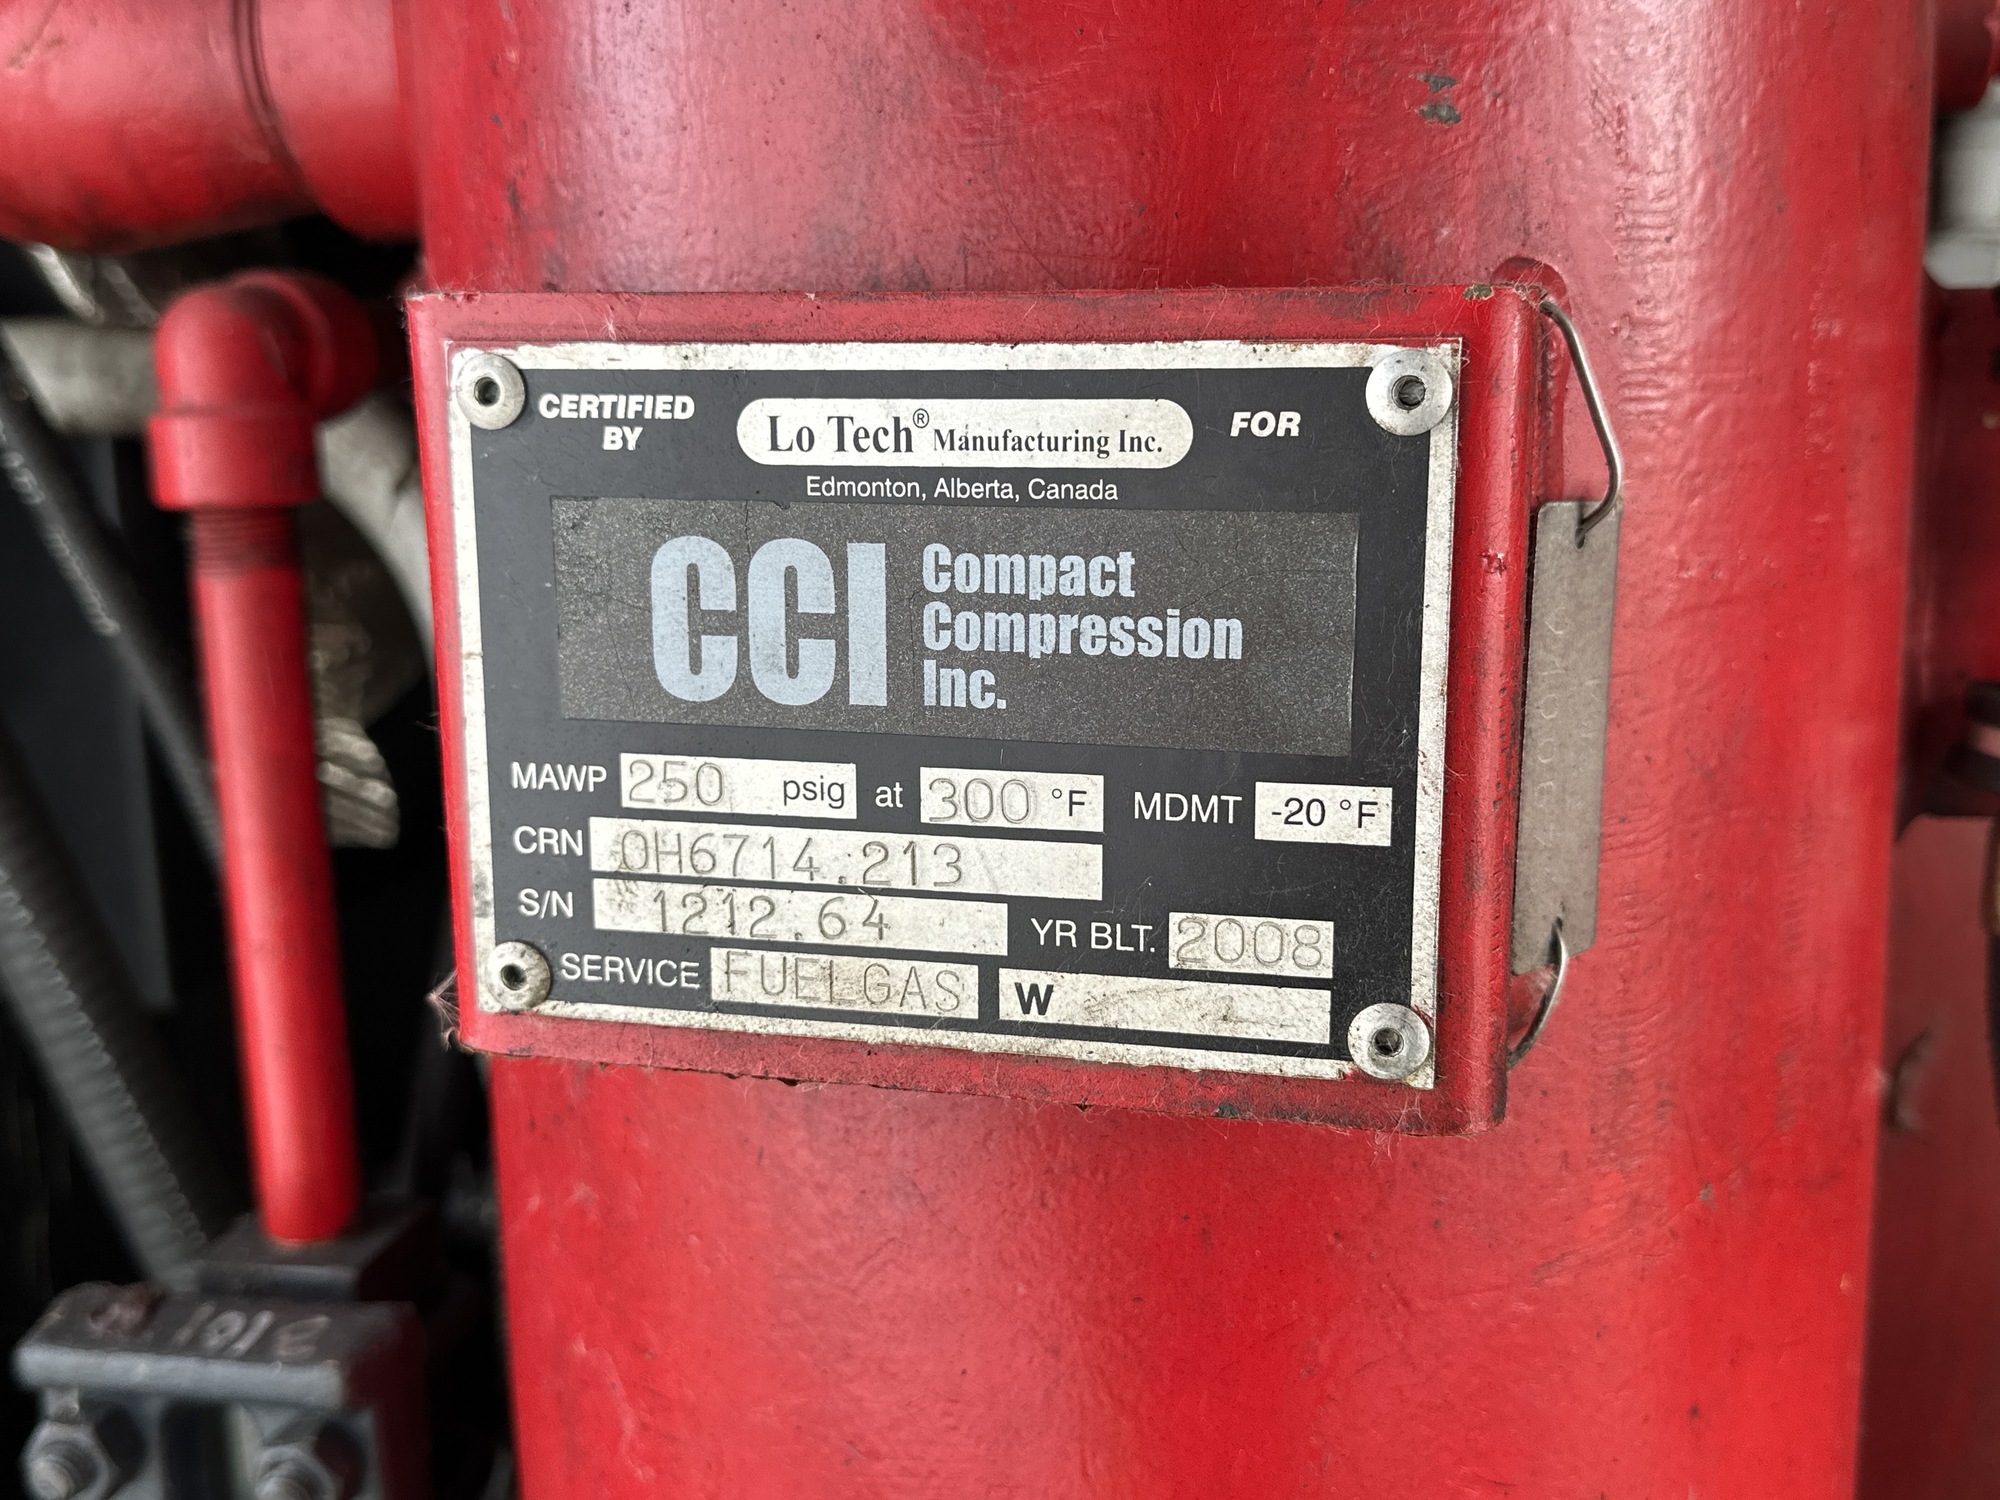 CERTIFIED BY
Lo Tech® Manufacturing Inc.
FOR
Edmonton, Alberta, Canada
CCI
Compact
Compression
Inc.
MAWP 250 psig at 300 °F MDMT -20 °F
CRN 0H6714.213
S/N 1212.64 YR BLT. 2008
SERVICE FUELGAS W